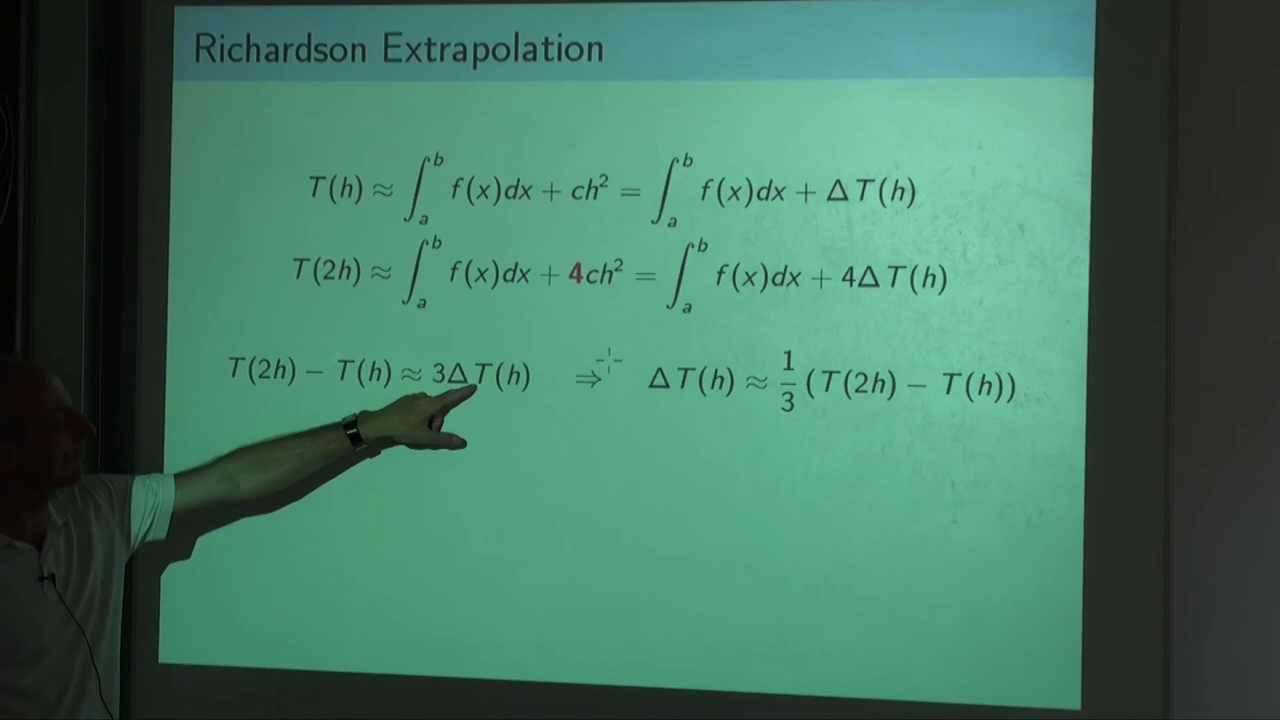 Richardson Extrapolation
T(h) ≈ ∫_a^b f(x)dx + ch² = ∫_a^b f(x)dx + ΔT(h)
T(2h) ≈ ∫_a^b f(x)dx + 4ch² = ∫_a^b f(x)dx + 4ΔT(h)
T(2h) − T(h) ≈ 3ΔT(h) ⇒ ΔT(h) ≈ 1/3 (T(2h) − T(h))